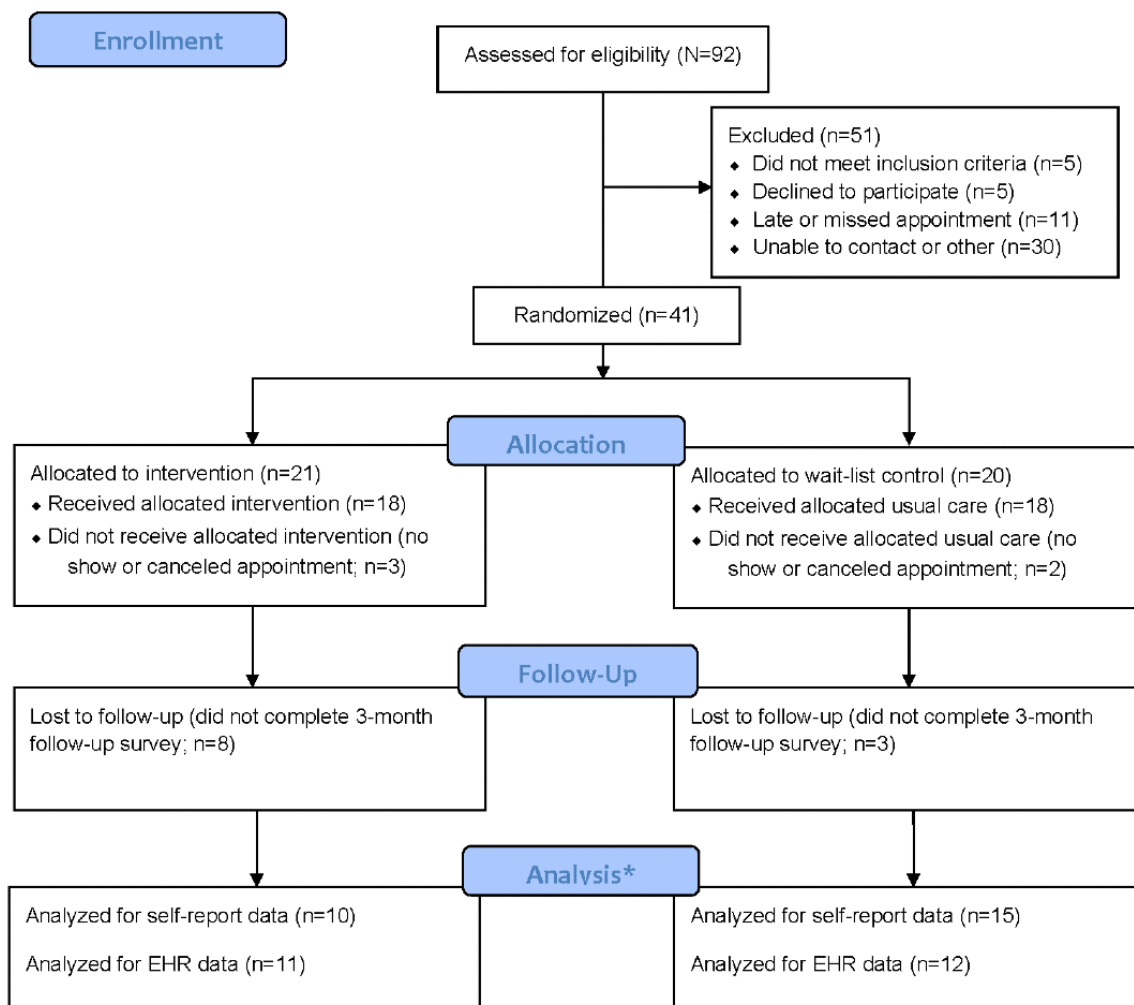 Enrollment
Assessed for eligibility (N=92)
Excluded (n=51)
⬥ Did not meet inclusion criteria (n=5)
⬥ Declined to participate (n=5)
⬥ Late or missed appointment (n=11)
⬥ Unable to contact or other (n=30)
Randomized (n=41)
Allocation
Allocated to intervention (n=21)
⬥ Received allocated intervention (n=18)
⬥ Did not receive allocated intervention (no
show or canceled appointment; n=3)
Allocated to wait-list control (n=20)
⬥ Received allocated usual care (n=18)
⬥ Did not receive allocated usual care (no
show or canceled appointment; n=2)
Follow-Up
Lost to follow-up (did not complete 3-month
follow-up survey; n=8)
Lost to follow-up (did not complete 3-month
follow-up survey; n=3)
Analysis*
Analyzed for self-report data (n=10)
Analyzed for EHR data (n=11)
Analyzed for self-report data (n=15)
Analyzed for EHR data (n=12)